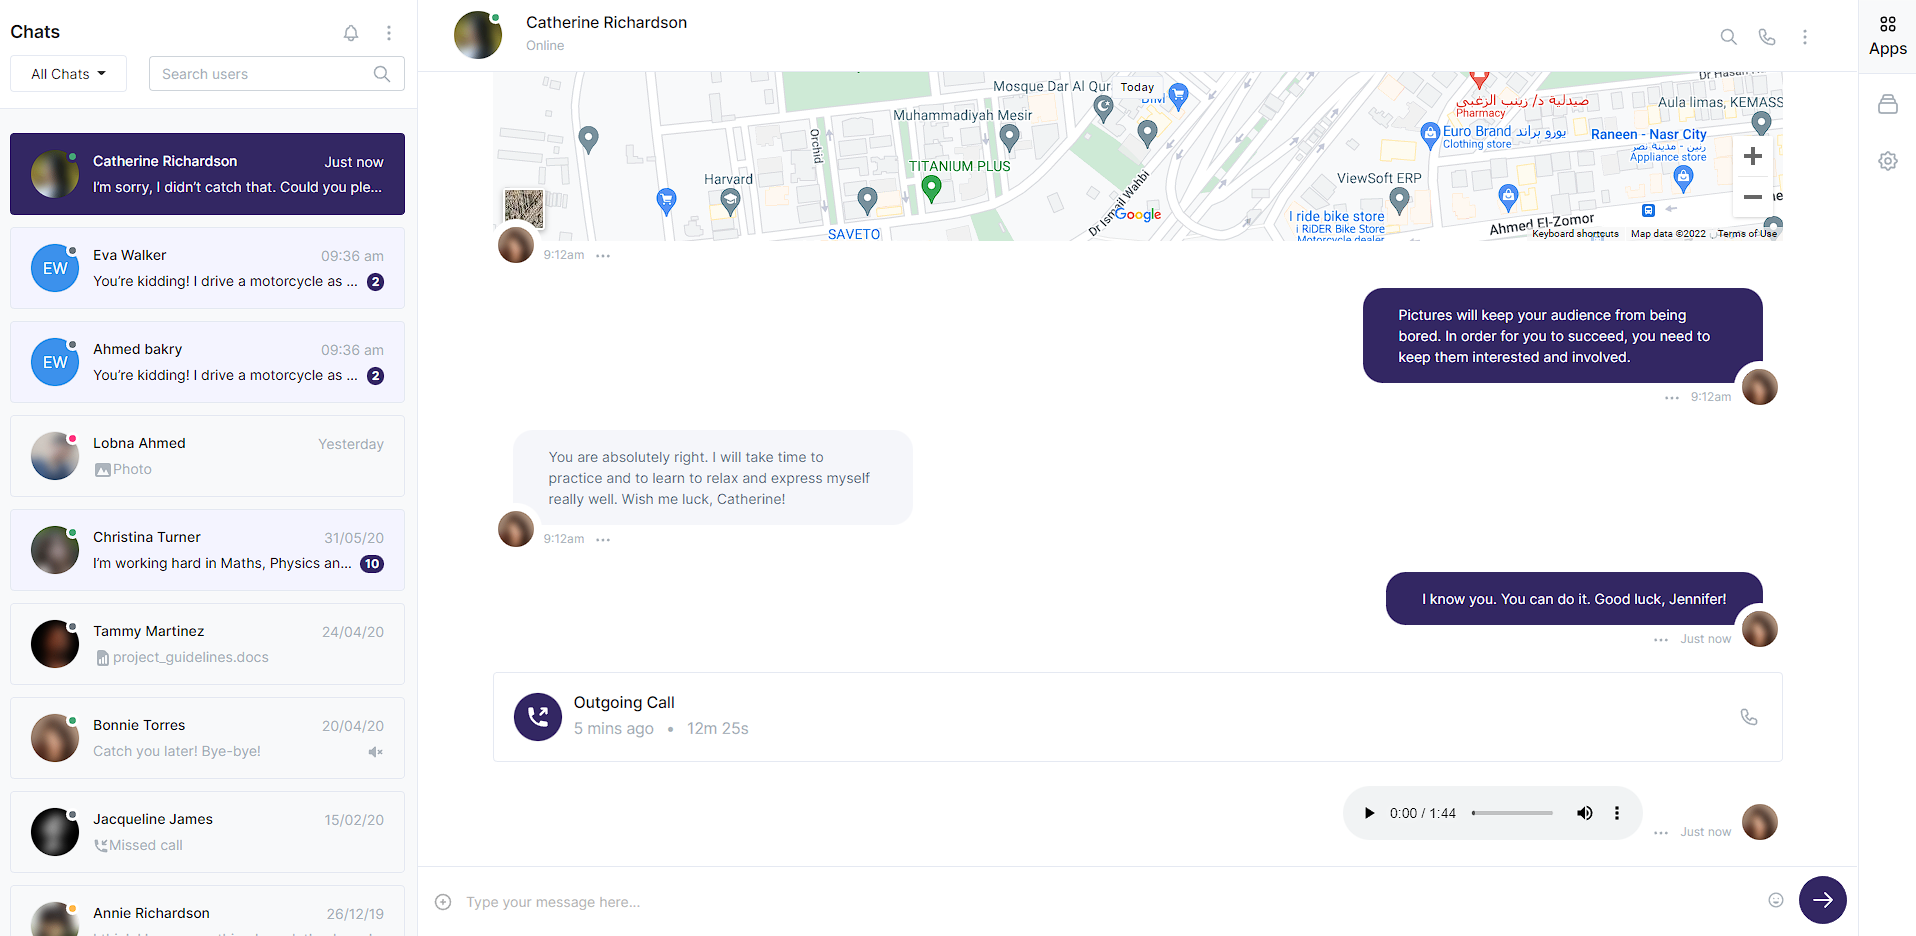 Chats
All Chats
Search users
Catherine Richardson
Just now
I'm sorry, I didn't catch that. Could you ple...
EW
Eva Walker
09:36 am
You're kidding! I drive a motorcycle as ...
2
EW
Ahmed bakry
09:36 am
You're kidding! I drive a motorcycle as ...
2
Lobna Ahmed
Yesterday
Photo
Christina Turner
31/05/20
I'm working hard in Maths, Physics an...
10
Tammy Martinez
24/04/20
project_guidelines.docs
Bonnie Torres
20/04/20
Catch you later! Bye-bye!
Jacqueline James
15/02/20
Missed call
Annie Richardson
26/12/19
Catherine Richardson
Online
Today
Mosque Dar Al Qur
BIM
Muhammadiyah Mesir
Orchid
TITANIUM PLUS
Harvard
SAVETO
Dr Ismail Wahbi
Google
Dr Hasan
صيدلية د/ زينب الزغبي
Pharmacy
Aula limas, KEMASS
Euro Brand يورو براند
Clothing store
Raneen - Nasr City
رنين - مدينة نصر
Appliance store
ViewSoft ERP
I ride bike store
i RiDER Bike Store
Motorcycle dealer
Ahmed El-Zomor
Keyboard shortcuts
Map data ©2022
Terms of Use
9:12am
Pictures will keep your audience from being
bored. In order for you to succeed, you need to
keep them interested and involved.
9:12am
You are absolutely right. I will take time to
practice and to learn to relax and express myself
really well. Wish me luck, Catherine!
9:12am
I know you. You can do it. Good luck, Jennifer!
Just now
Outgoing Call
5 mins ago • 12m 25s
0:00 / 1:44
Just now
Type your message here...
Apps